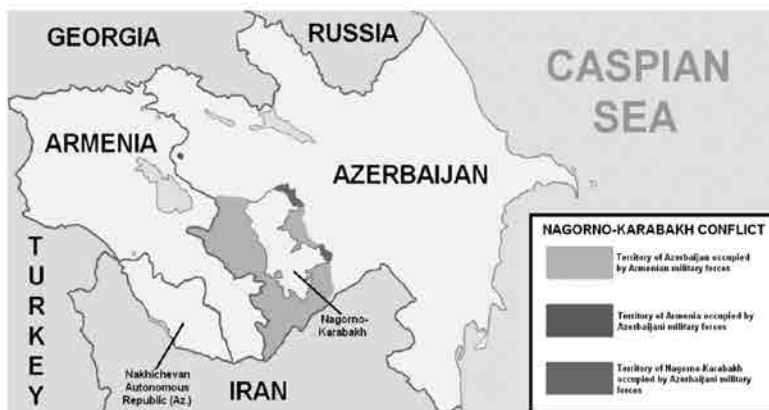 GEORGIA
RUSSIA
CASPIAN
SEA
ARMENIA
AZERBAIJAN
TURKEY
NAGORNO-KARABAKH CONFLICT
Territory of Azerbaijan occupied
by Armenian military forces
Territory of Armenia occupied by
Azerbaijani military forces
Territory of Nagorno-Karabakh
occupied by Azerbaijani military
forces
Nagorno-
Karabakh
Nakhichevan
Autonomous
Republic (Az.)
IRAN